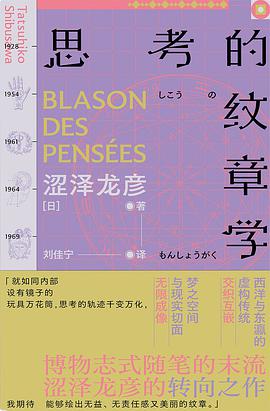 Tatsuhiko
Shibusawa
1928
1954
1961
1964
1969
思考的纹章学
しこう の
もんしょうがく
BLASON
DES
PENSÉES
涩泽龙彦
[日] 著
刘佳宁 译
西洋与东瀛的
虚构传统
交织互嵌
梦之空间
与现实切面
无限成像
「就如同内部
设有镜子的
玩具万花筒，思考的轨迹千变万化，
博物志式随笔的末流
涩泽龙彦的转向之作
我期待 能够绘出无益、无责任感又美丽的纹章。」